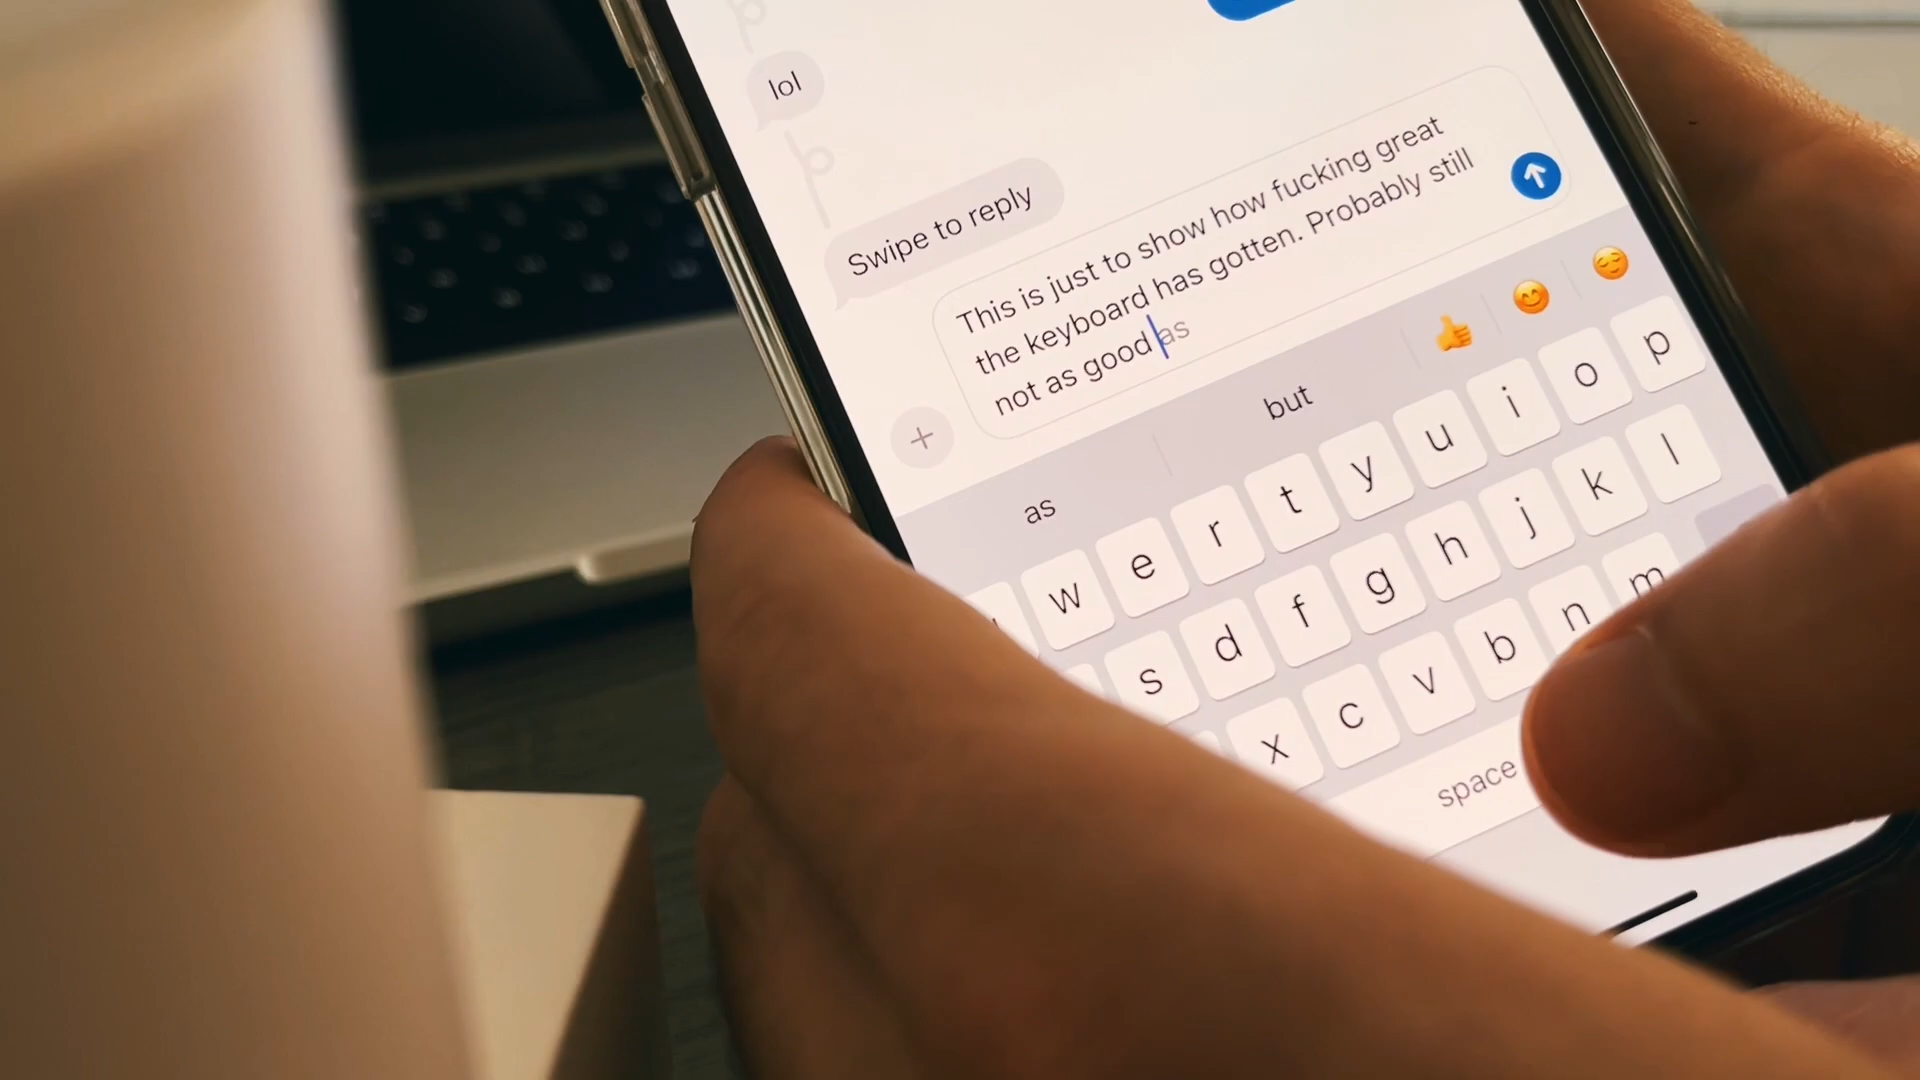 lol
Swipe to reply
This is just to show how fucking great
the keyboard has gotten. Probably still
not as good as
as but 👍 😊 😌
w e r t y u i o p
s d f g h j k l
x c v b n m
space